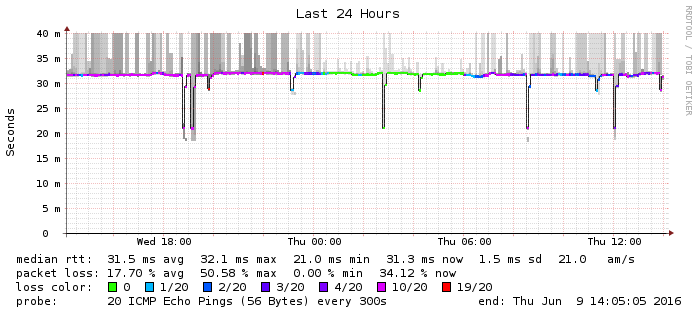 Last 24 Hours
RRDTOOL / TOBI OETIKER
Seconds
40 m
35 m
30 m
25 m
20 m
15 m
10 m
5 m
0
Wed 18:00 Thu 00:00 Thu 06:00 Thu 12:00
median rtt: 31.5 ms avg 32.1 ms max 21.0 ms min 31.3 ms now 1.5 ms sd 21.0 am/s
packet loss: 17.70 % avg 50.58 % max 0.00 % min 34.12 % now
loss color: 0 1/20 2/20 3/20 4/20 10/20 19/20
probe: 20 ICMP Echo Pings (56 Bytes) every 300s end: Thu Jun 9 14:05:05 2016